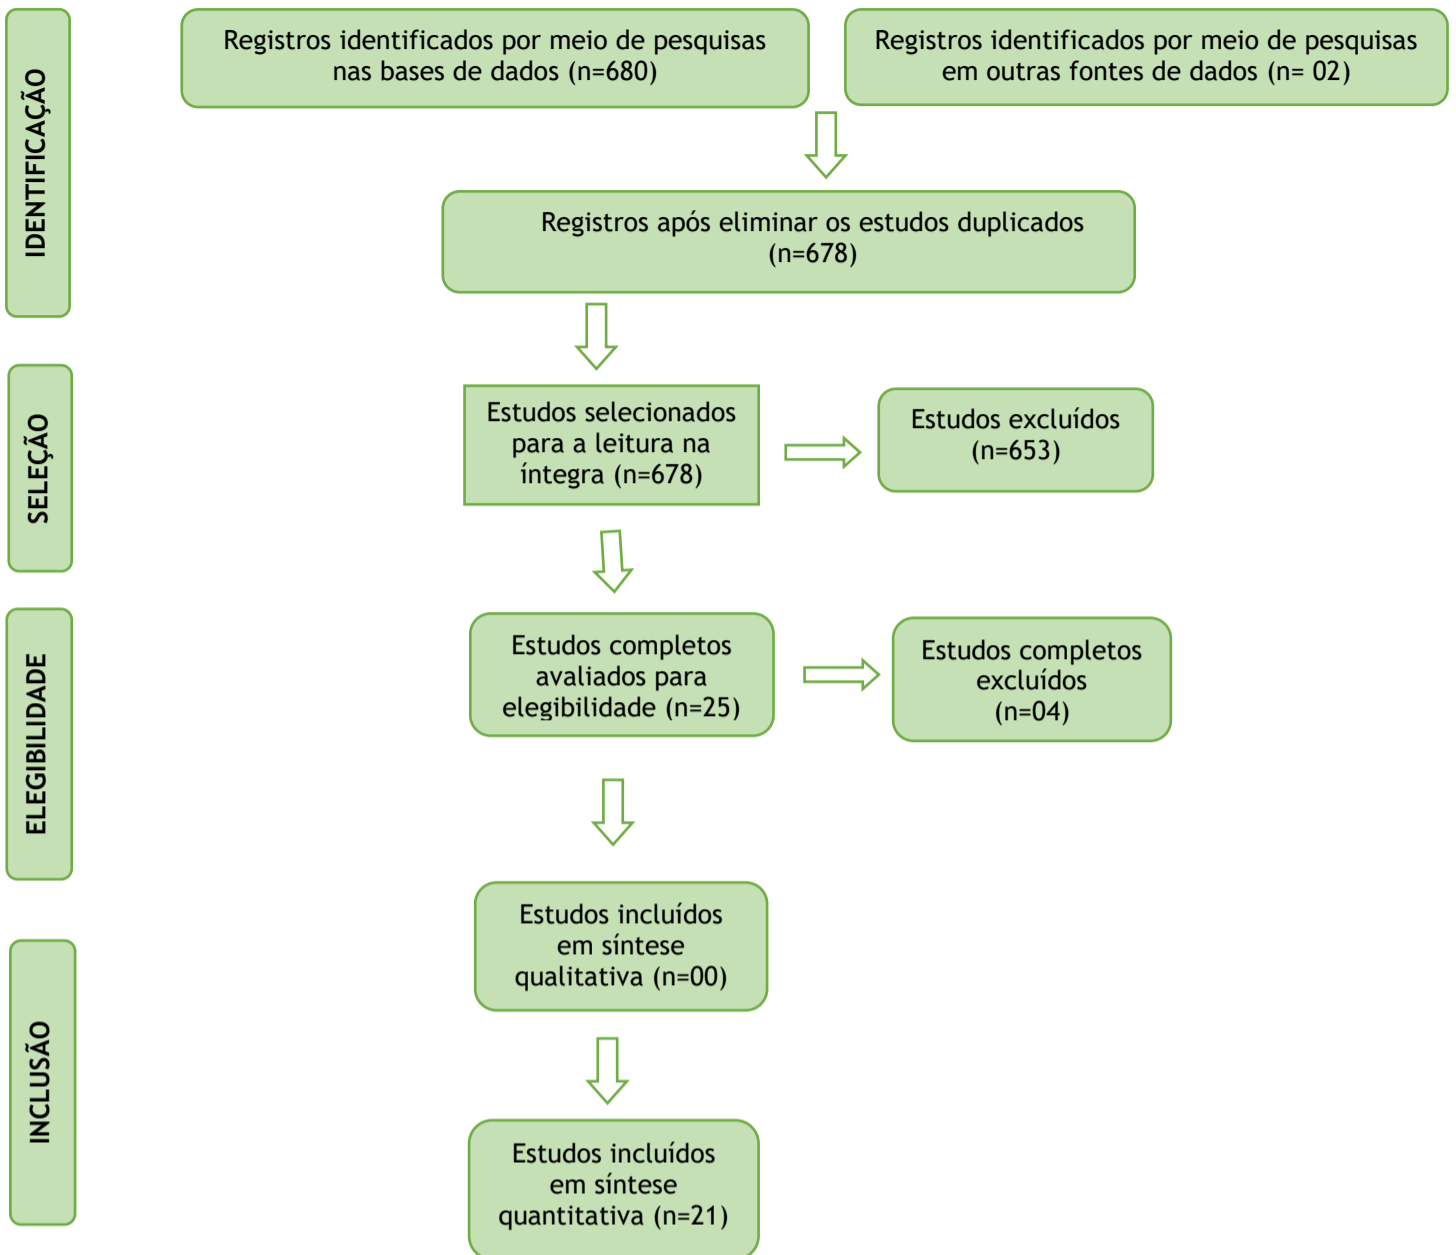 IDENTIFICAÇÃO
Registros identificados por meio de pesquisas
nas bases de dados (n=680)
Registros identificados por meio de pesquisas
em outras fontes de dados (n= 02)
Registros após eliminar os estudos duplicados
(n=678)
SELEÇÃO
Estudos selecionados
para a leitura na
íntegra (n=678)
Estudos excluídos
(n=653)
ELEGIBILIDADE
Estudos completos
avaliados para
elegibilidade (n=25)
Estudos completos
excluídos
(n=04)
INCLUSÃO
Estudos incluídos
em síntese
qualitativa (n=00)
Estudos incluídos
em síntese
quantitativa (n=21)